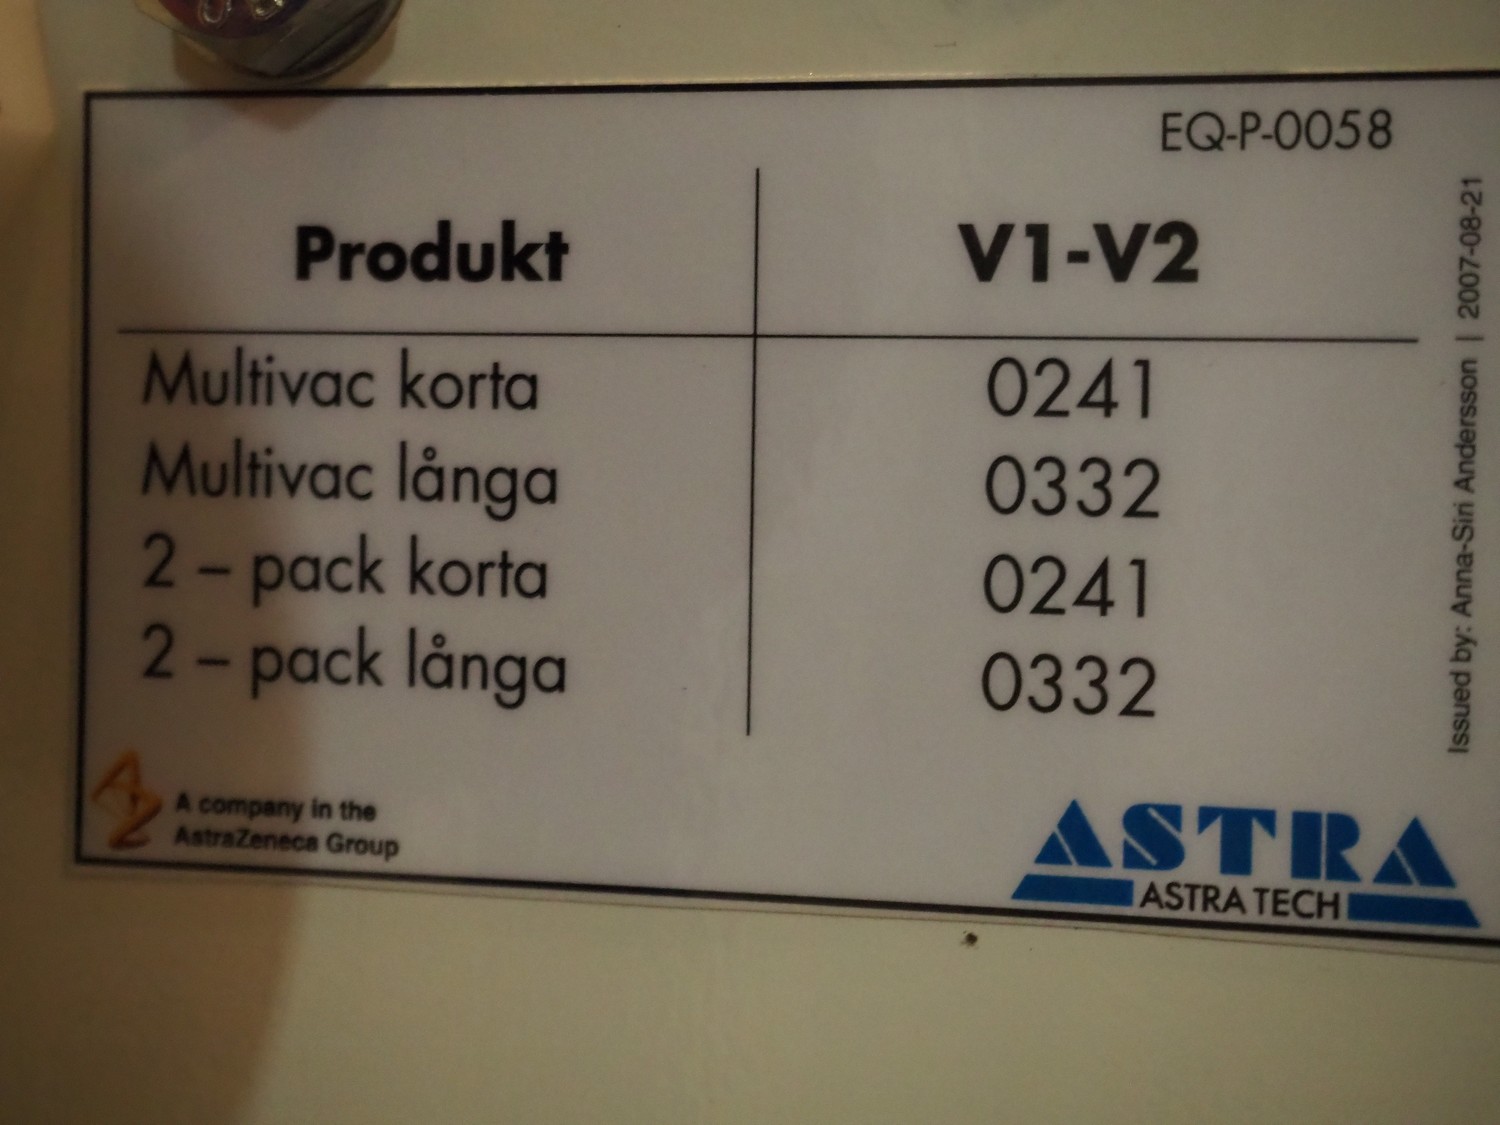 EQ-P-0058
Produkt V1-V2
Multivac korta 0241
Multivac långa 0332
2 – pack korta 0241
2 – pack långa 0332
Issued by: Anna-Siri Andersson | 2007-08-21
AZ
A company in the
AstraZeneca Group
ASTRA
ASTRA TECH